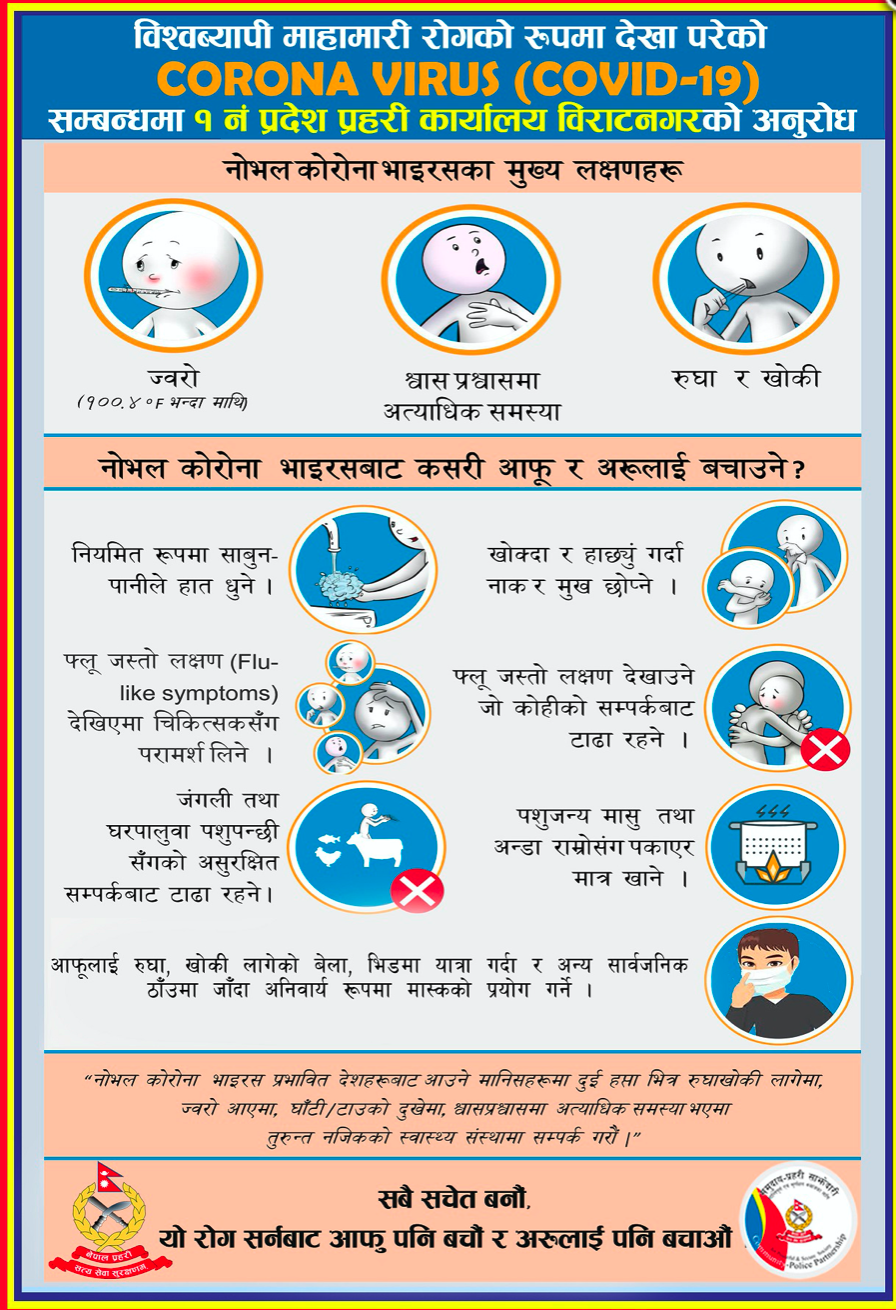 विश्वब्यापी माहामारी रोगको रुपमा देखा परेको
CORONA VIRUS (COVID-19)
सम्बन्धमा १ नं प्रदेश प्रहरी कार्यालय विराटनगरको अनुरोध
नोभल कोरोना भाइरसका मुख्य लक्षणहरू
ज्वरो
(१००.४ °F भन्दा माथि)
श्वास प्रश्वासमा
अत्याधिक समस्या
रुघा र खोकी
नोभल कोरोना भाइरसबाट कसरी आफू र अरूलाई बचाउने?
नियमित रूपमा साबुन-
पानीले हात धुने ।
खोक्दा र हाछ्युं गर्दा
नाक र मुख छोप्ने ।
फ्लू जस्तो लक्षण (Flu-
like symptoms)
देखिएमा चिकित्सकसँग
परामर्श लिने ।
फ्लू जस्तो लक्षण देखाउने
जो कोहीको सम्पर्कबाट
टाढा रहने ।
जंगली तथा
घरपालुवा पशुपन्छी
सँगको असुरक्षित
सम्पर्कबाट टाढा रहने।
पशुजन्य मासु तथा
अन्डा राम्रोसंग पकाएर
मात्र खाने ।
आफूलाई रुघा, खोकी लागेको बेला, भिडमा यात्रा गर्दा र अन्य सार्वजनिक
ठाँउमा जाँदा अनिवार्य रूपमा मास्कको प्रयोग गर्ने ।
“नोभल कोरोना भाइरस प्रभावित देशहरूबाट आउने मानिसहरूमा दुई हप्ता भित्र रुघाखोकी लागेमा,
ज्वरो आएमा, घाँटी/टाउको दुखेमा, श्वासप्रश्वासमा अत्याधिक समस्या भएमा
तुरुन्त नजिकको स्वास्थ्य संस्थामा सम्पर्क गरौं ।”
सबै सचेत बनौं,
यो रोग सर्नबाट आफु पनि बचौं र अरुलाई पनि बचाऔं
नेपाल प्रहरी
सत्य सेवा सुरक्षणम्
समुदाय-प्रहरी साझेदारी
Community-Police Partnership